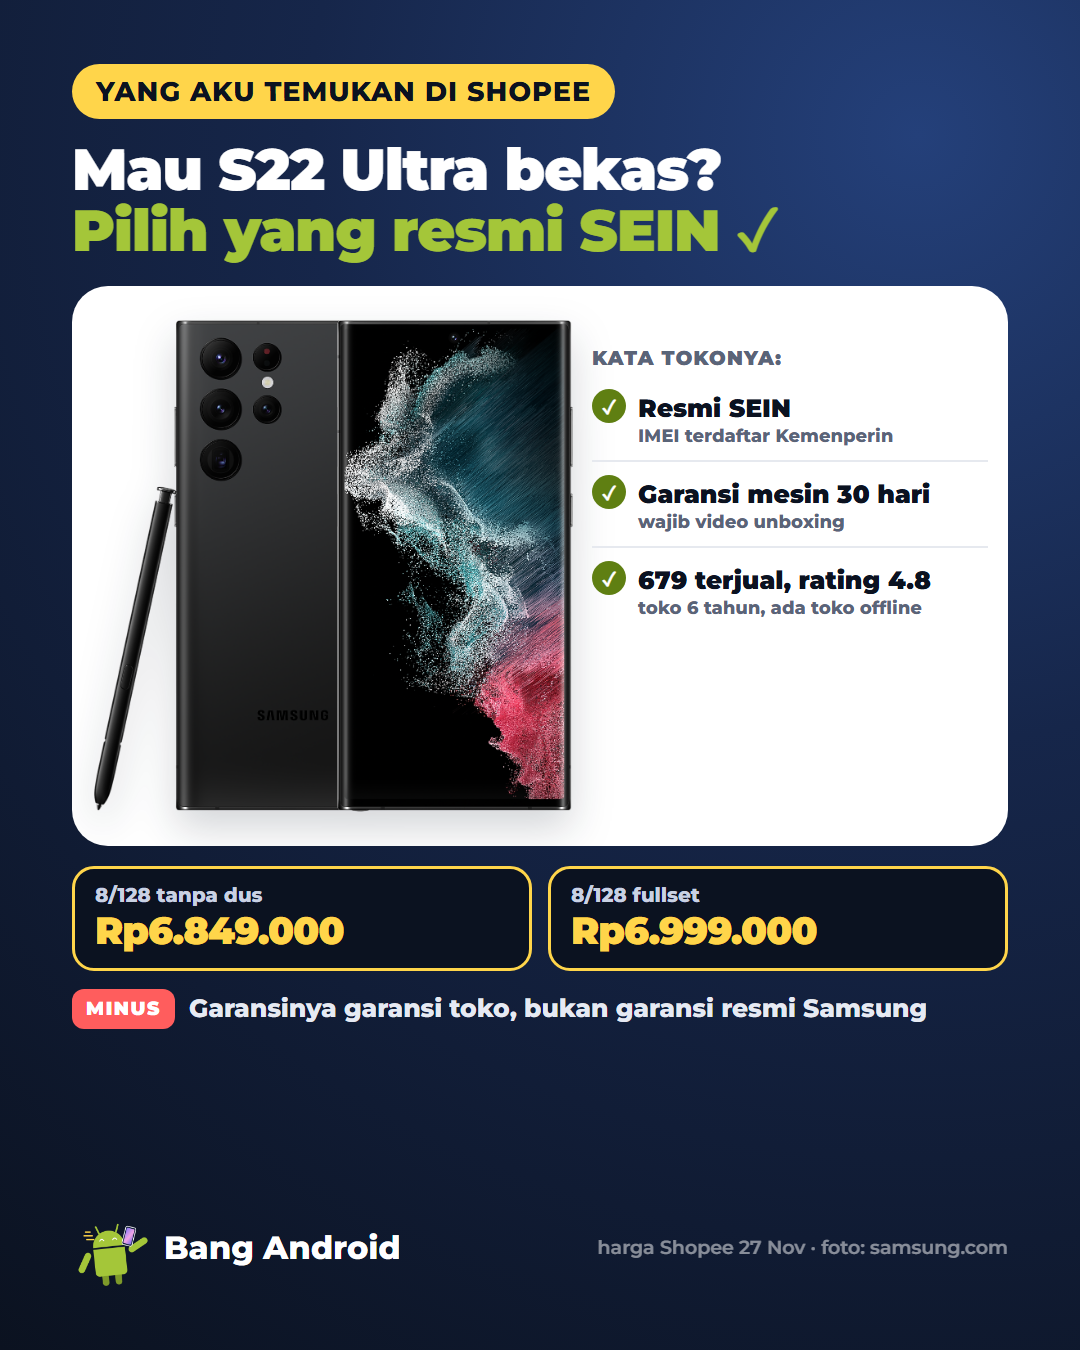 YANG AKU TEMUKAN DI SHOPEE
Mau S22 Ultra bekas?
Pilih yang resmi SEIN ✓
KATA TOKONYA:
Resmi SEIN
IMEI terdaftar Kemenperin
Garansi mesin 30 hari
wajib video unboxing
679 terjual, rating 4.8
toko 6 tahun, ada toko offline
SAMSUNG
8/128 tanpa dus
Rp6.849.000
8/128 fullset
Rp6.999.000
MINUS Garansinya garansi toko, bukan garansi resmi Samsung
Bang Android
harga Shopee 27 Nov · foto: samsung.com